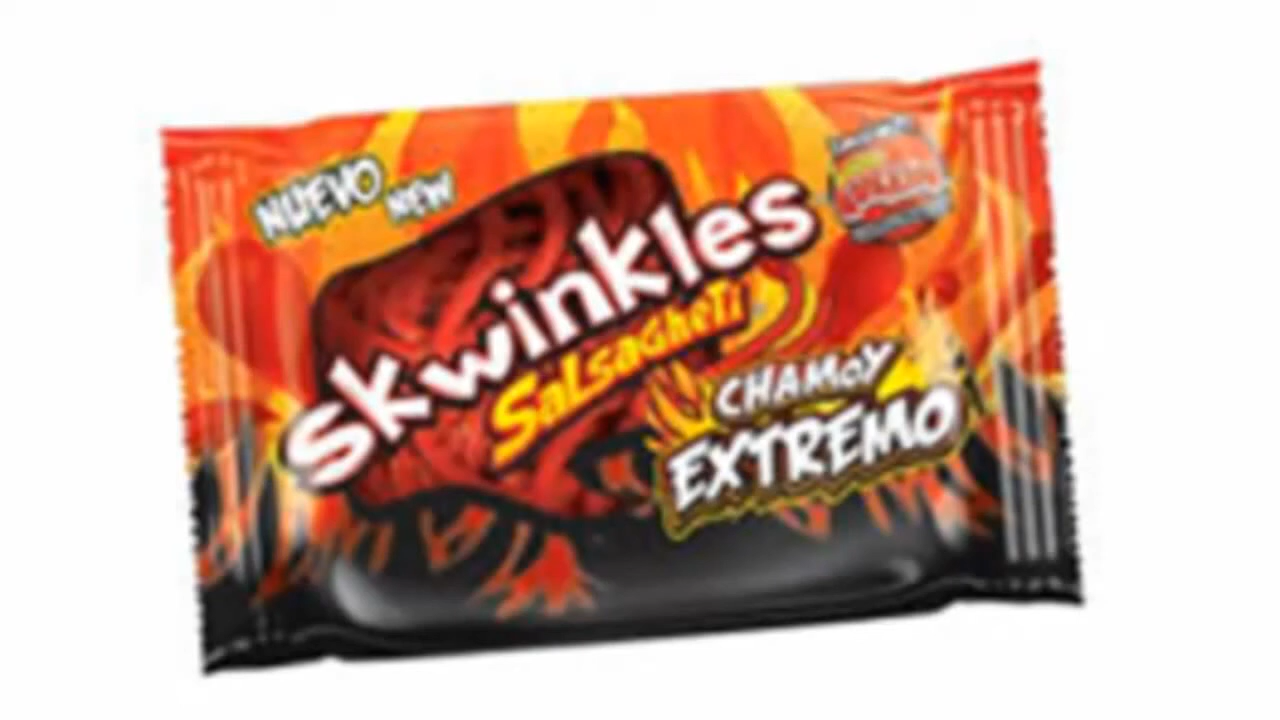 NUEVO NEW
Skwinkles
SaLsaGheTi
CHAMOY
EXTREMO